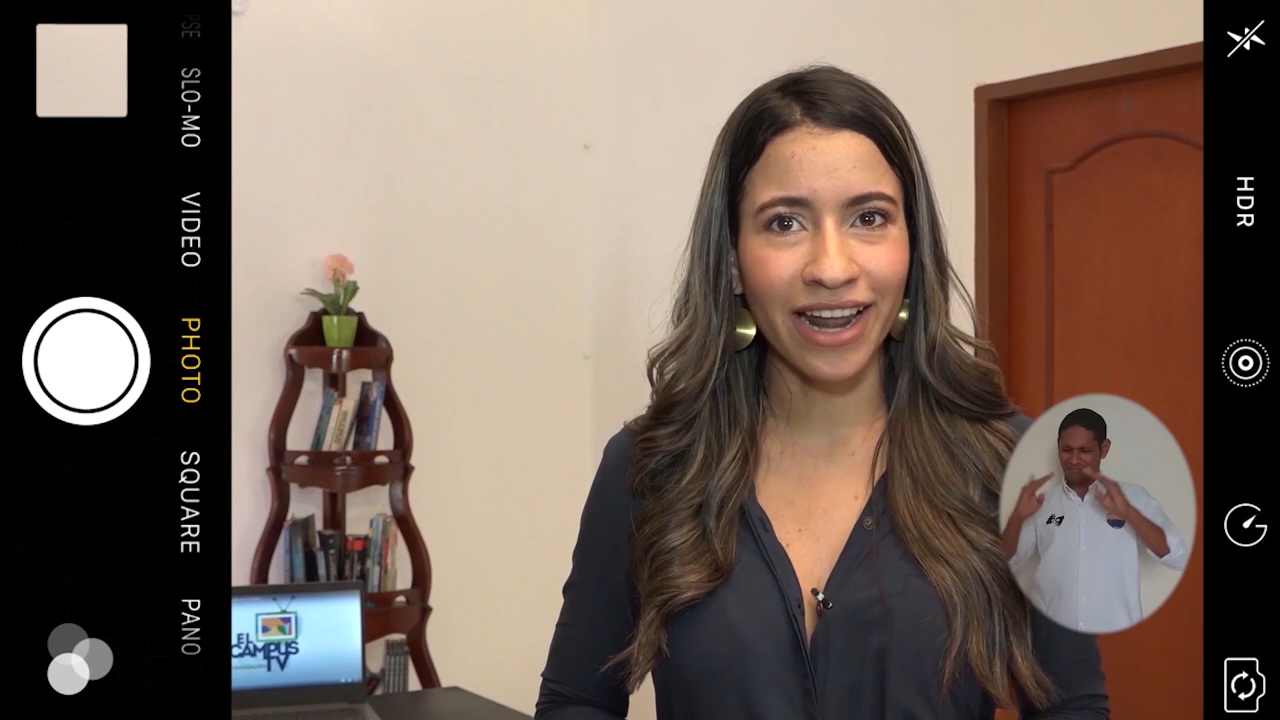 SLO-MO
VIDEO
PHOTO
SQUARE
PANO
HDR
EL
CAMPUS
TV